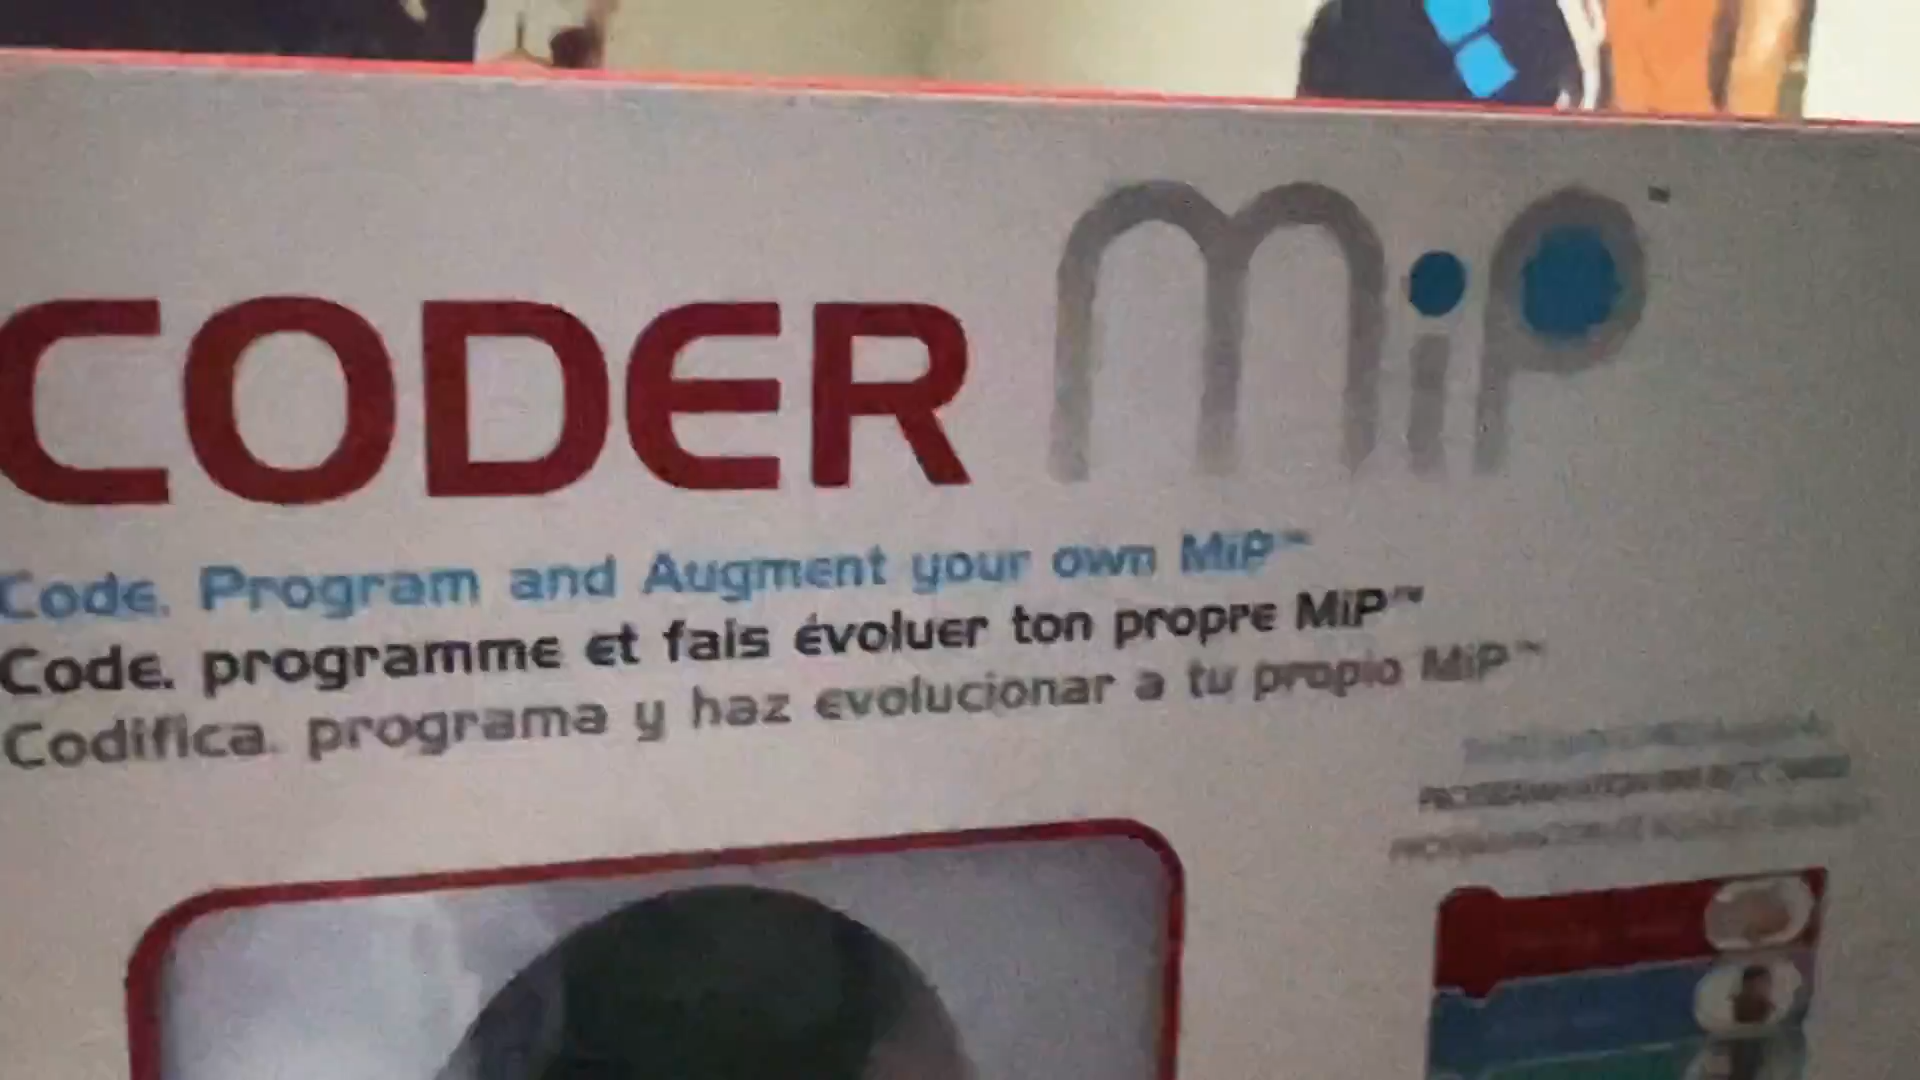 CODER MiP™
Code, Program and Augment your own MiP™
Code, programme et fais évoluer ton propre MiP™
Codifica, programa y haz evolucionar a tu propio MiP™